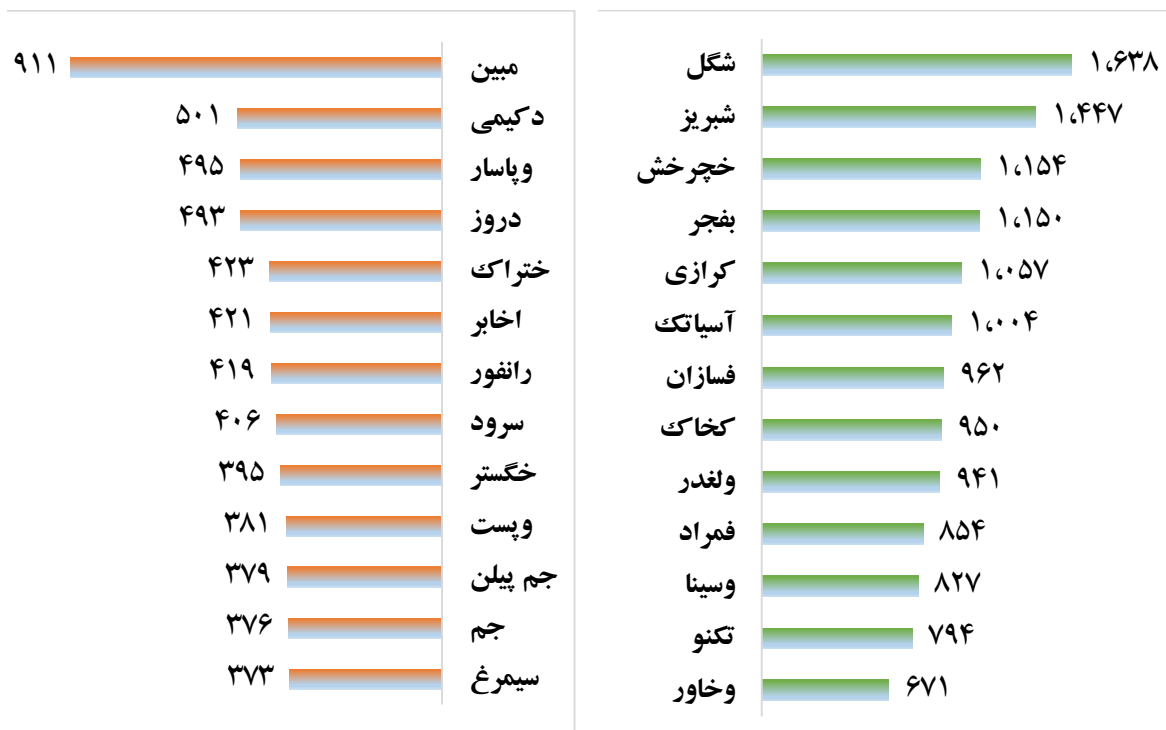 شگل ۱،۶۳۸
شبریز ۱،۴۴۷
خچرخش ۱،۱۵۴
بفجر ۱،۱۵۰
کرازی ۱،۰۵۷
آسیاتک ۱،۰۰۴
فسازان ۹۶۲
کخاک ۹۵۰
ولغدر ۹۴۱
فمراد ۸۵۴
وسینا ۸۲۷
تکنو ۷۹۴
وخاور ۶۷۱
مبین ۹۱۱
دکیمی ۵۰۱
وپاسار ۴۹۵
دروز ۴۹۳
ختراک ۴۲۳
اخابر ۴۲۱
رانفور ۴۱۹
سرود ۴۰۶
خگستر ۳۹۵
وپست ۳۸۱
جم پیلن ۳۷۹
جم ۳۷۶
سیمرغ ۳۷۳